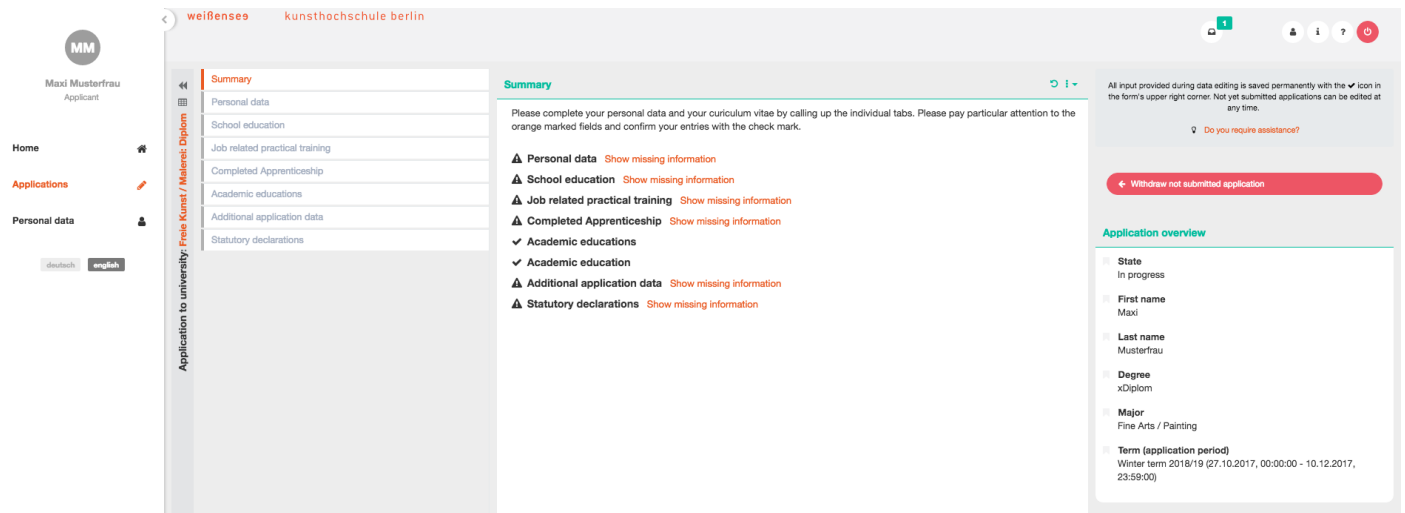 weißensee kunsthochschule berlin
1
i
?
MM
Maxi Musterfrau
Applicant
Home
Applications
Personal data
deutsch english
Application to university: Freie Kunst / Malerei: Diplom
Summary
Personal data
School education
Job related practical training
Completed Apprenticeship
Academic educations
Additional application data
Statutory declarations
Summary
Please complete your personal data and your curiculum vitae by calling up the individual tabs. Please pay particular attention to the
orange marked fields and confirm your entries with the check mark.
Personal data Show missing information
School education Show missing information
Job related practical training Show missing information
Completed Apprenticeship Show missing information
Academic educations
Academic education
Additional application data Show missing information
Statutory declarations Show missing information
All input provided during data editing is saved permanently with the ✔ icon in
the form's upper right corner. Not yet submitted applications can be edited at
any time.
Do you require assistance?
Withdraw not submitted application
Application overview
State
In progress
First name
Maxi
Last name
Musterfrau
Degree
xDiplom
Major
Fine Arts / Painting
Term (application period)
Winter term 2018/19 (27.10.2017, 00:00:00 - 10.12.2017,
23:59:00)